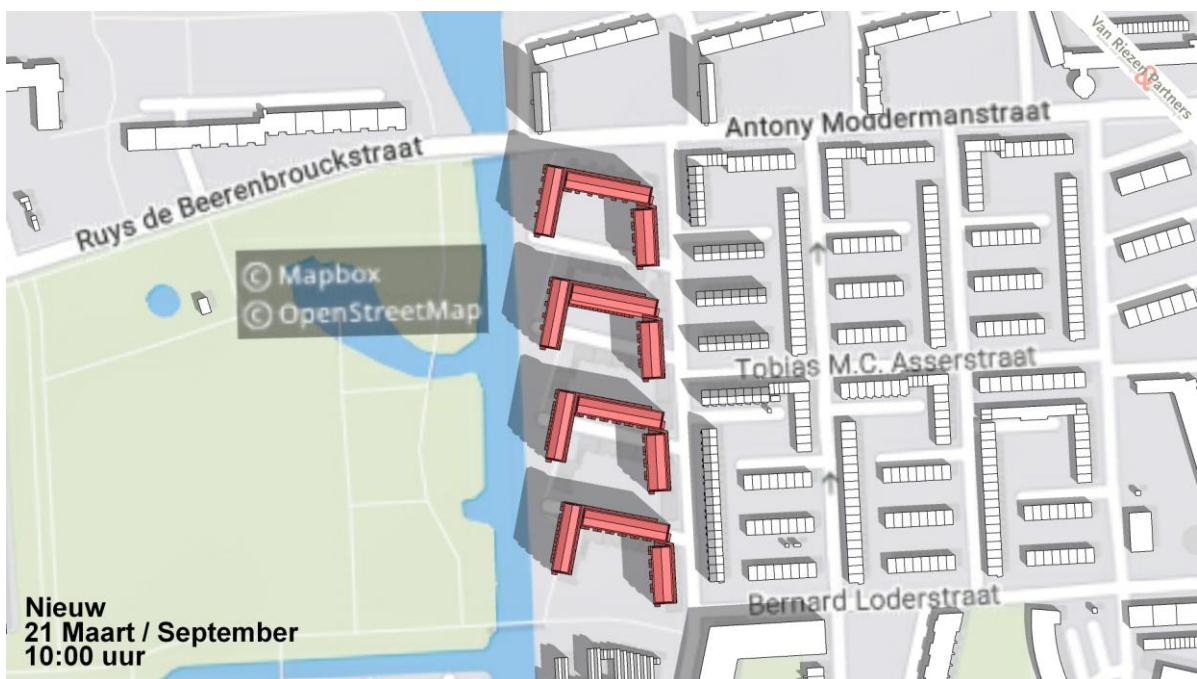 Van Riezen
& Partners
Antony Moddermanstraat
Ruys de Beerenbrouckstraat
© Mapbox
© OpenStreetMap
Tobias M.C. Asserstraat
Bernard Loderstraat
Nieuw
21 Maart / September
10:00 uur